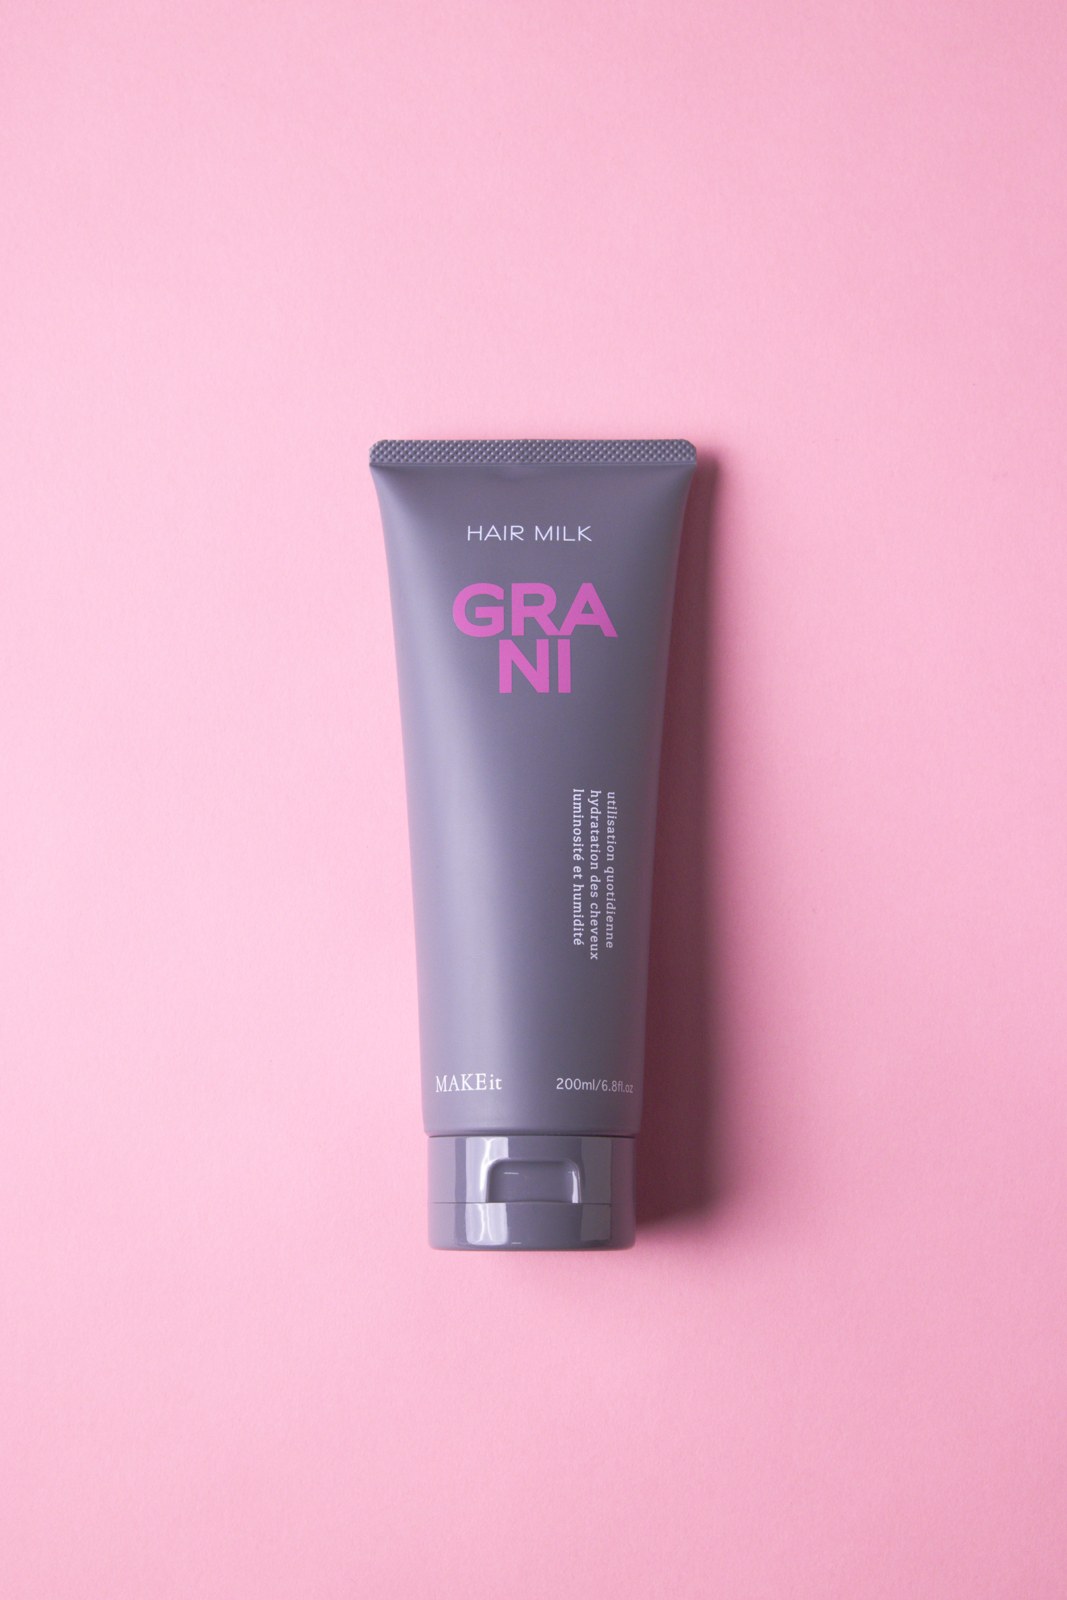 HAIR MILK
GRA
NI
utilisation quotidienne
hydratation des cheveux
luminosité et humidité
MAKEit
200ml/6.8fl.oz